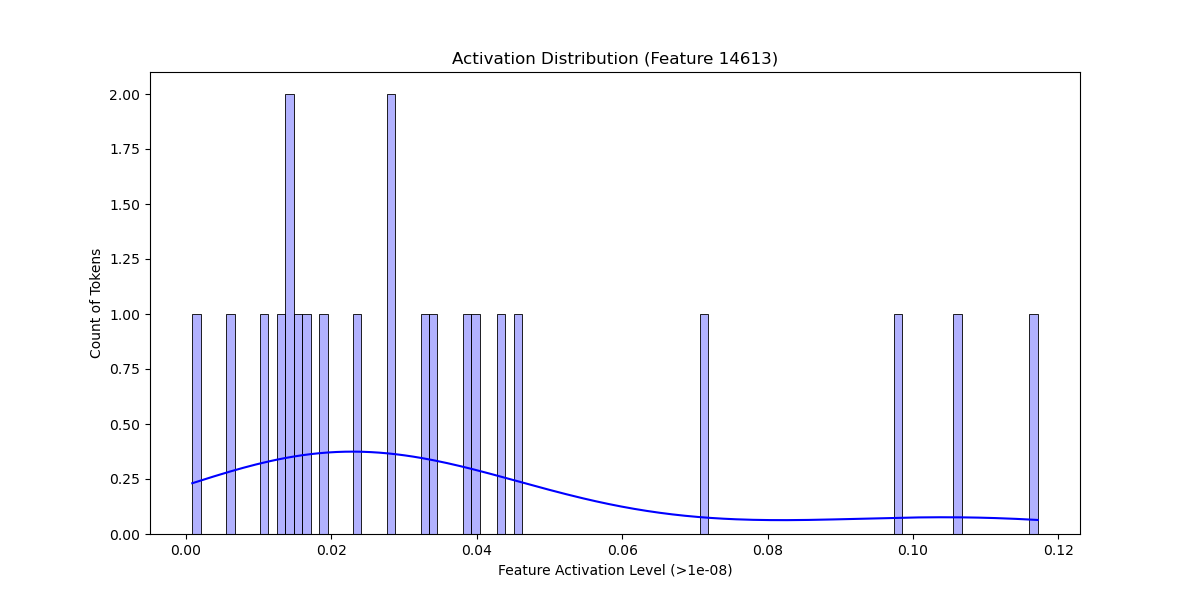 Activation Distribution (Feature 14613)
2.00
1.75
1.50
1.25
1.00
0.75
0.50
0.25
0.00
Count of Tokens
0.00 0.02 0.04 0.06 0.08 0.10 0.12
Feature Activation Level (>1e-08)